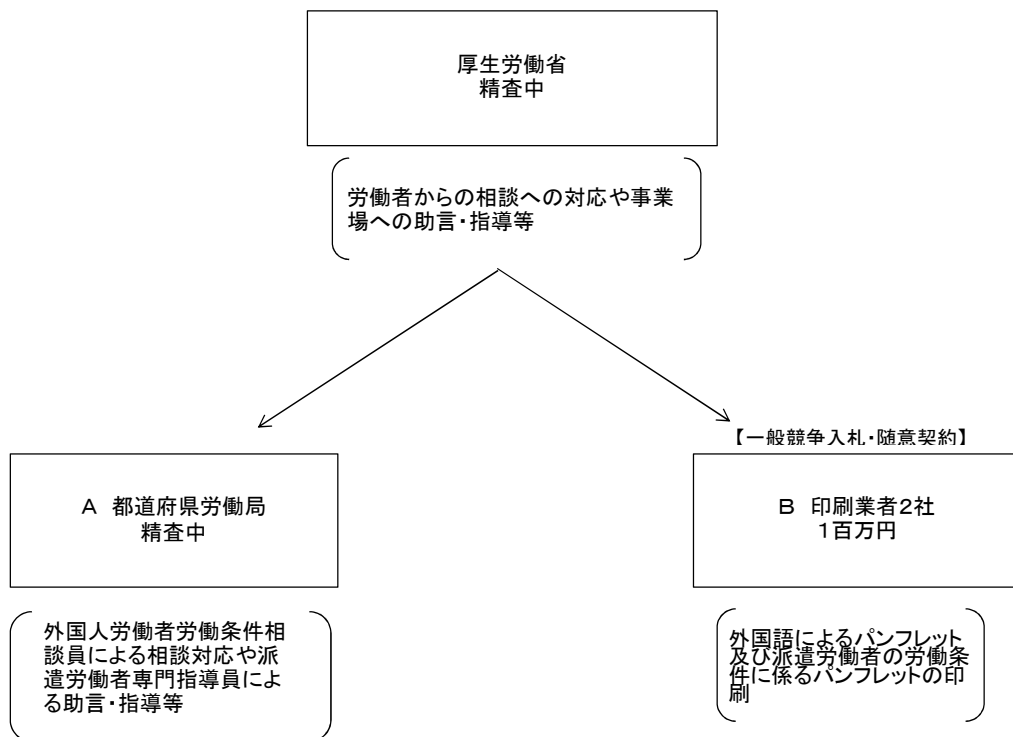 厚生労働省
精査中
労働者からの相談への対応や事業
場への助言・指導等
【一般競争入札・随意契約】
A 都道府県労働局
精査中
B 印刷業者2社
1百万円
外国人労働者労働条件相
談員による相談対応や派
遣労働者専門指導員によ
る助言・指導等
外国語によるパンフレット
及び派遣労働者の労働条
件に係るパンフレットの印
刷